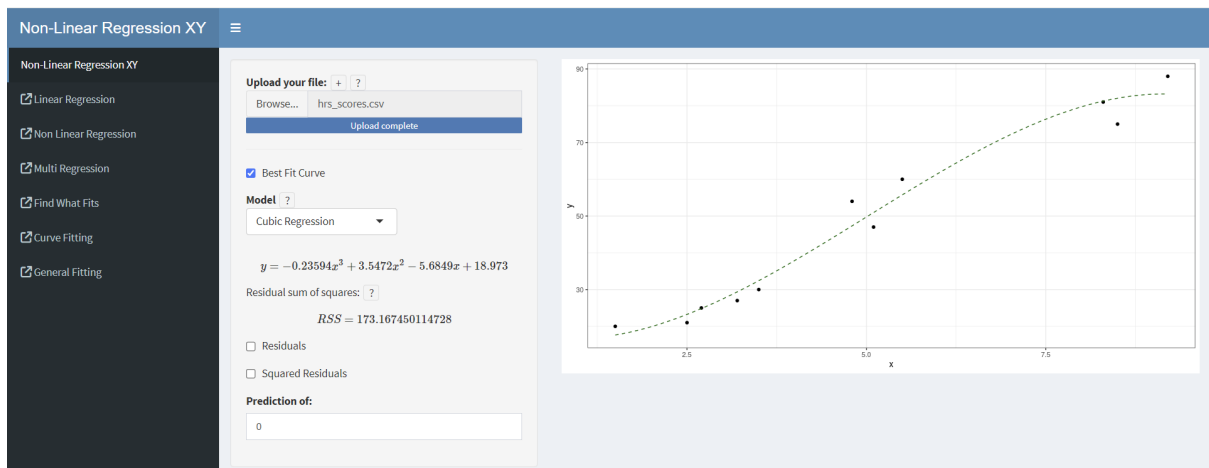 Non-Linear Regression XY
Non-Linear Regression XY
Linear Regression
Non Linear Regression
Multi Regression
Find What Fits
Curve Fitting
General Fitting
Upload your file: + ?
Browse... hrs_scores.csv
Upload complete
Best Fit Curve
Model ?
Cubic Regression
y = −0.23594x³ + 3.5472x² − 5.6849x + 18.973
Residual sum of squares: ?
RSS = 173.167450114728
Residuals
Squared Residuals
Prediction of:
0
90
70
50
30
y
2.5 5.0 7.5
x